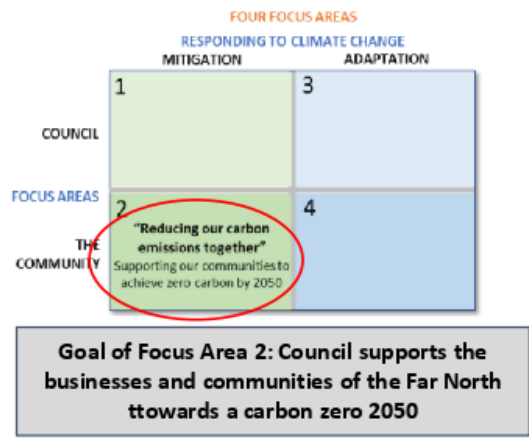 FOUR FOCUS AREAS
RESPONDING TO CLIMATE CHANGE
MITIGATION
ADAPTATION
1
3
COUNCIL
FOCUS AREAS
2
4
THE
COMMUNITY
"Reducing our carbon
emissions together"
Supporting our communities to
achieve zero carbon by 2050
Goal of Focus Area 2: Council supports the
businesses and communities of the Far North
ttowards a carbon zero 2050